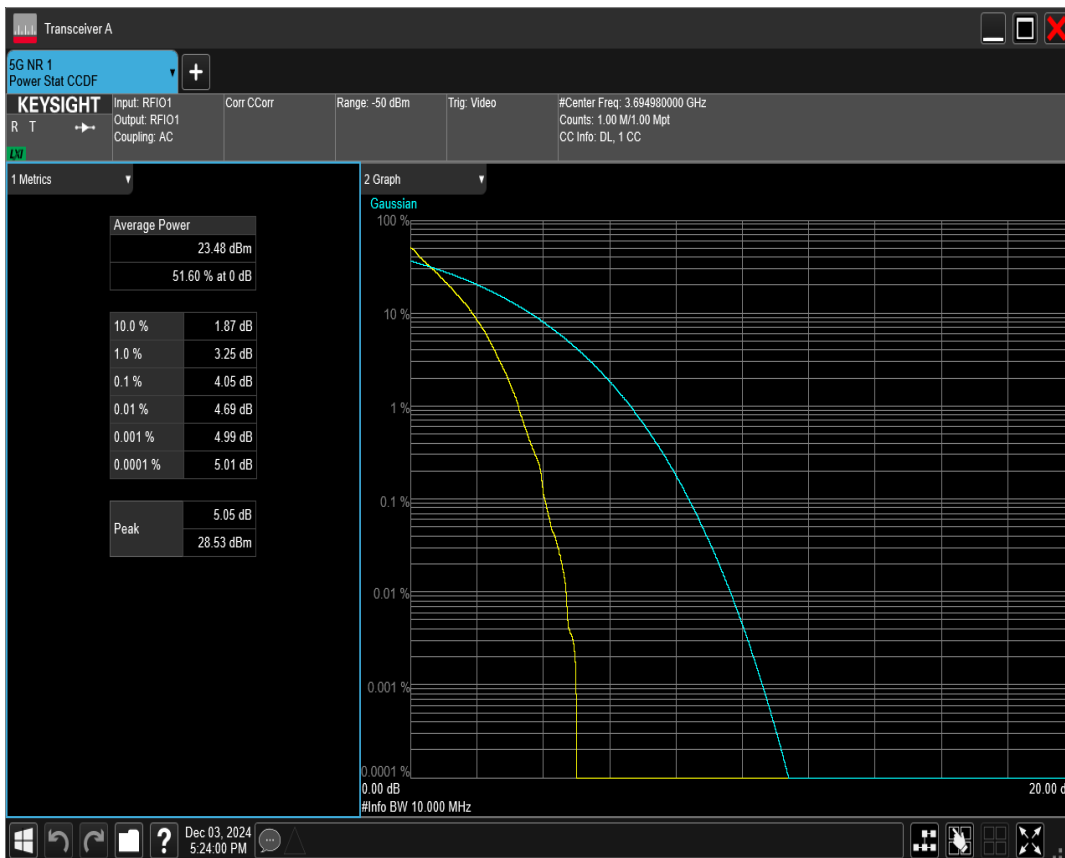 Transceiver A
5G NR 1
Power Stat CCDF
+
KEYSIGHT
R T
LXI
Input: RFIO1
Output: RFIO1
Coupling: AC
Corr CCorr
Range: -50 dBm
Trig: Video
#Center Freq: 3.694980000 GHz
Counts: 1.00 M/1.00 Mpt
CC Info: DL, 1 CC
1 Metrics
Average Power
23.48 dBm
51.60 % at 0 dB
10.0 % 1.87 dB
1.0 % 3.25 dB
0.1 % 4.05 dB
0.01 % 4.69 dB
0.001 % 4.99 dB
0.0001 % 5.01 dB
Peak
5.05 dB
28.53 dBm
2 Graph
Gaussian
100 %
10 %
1 %
0.1 %
0.01 %
0.001 %
0.0001 %
0.00 dB
20.00 d
#Info BW 10.000 MHz
?
Dec 03, 2024
5:24:00 PM